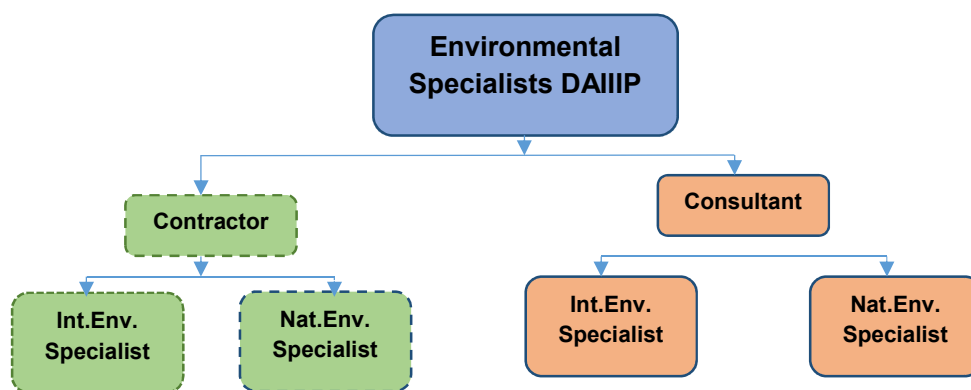 Environmental
Specialists DAIIIP
Contractor
Consultant
Int.Env.
Specialist
Nat.Env.
Specialist
Int.Env.
Specialist
Nat.Env.
Specialist